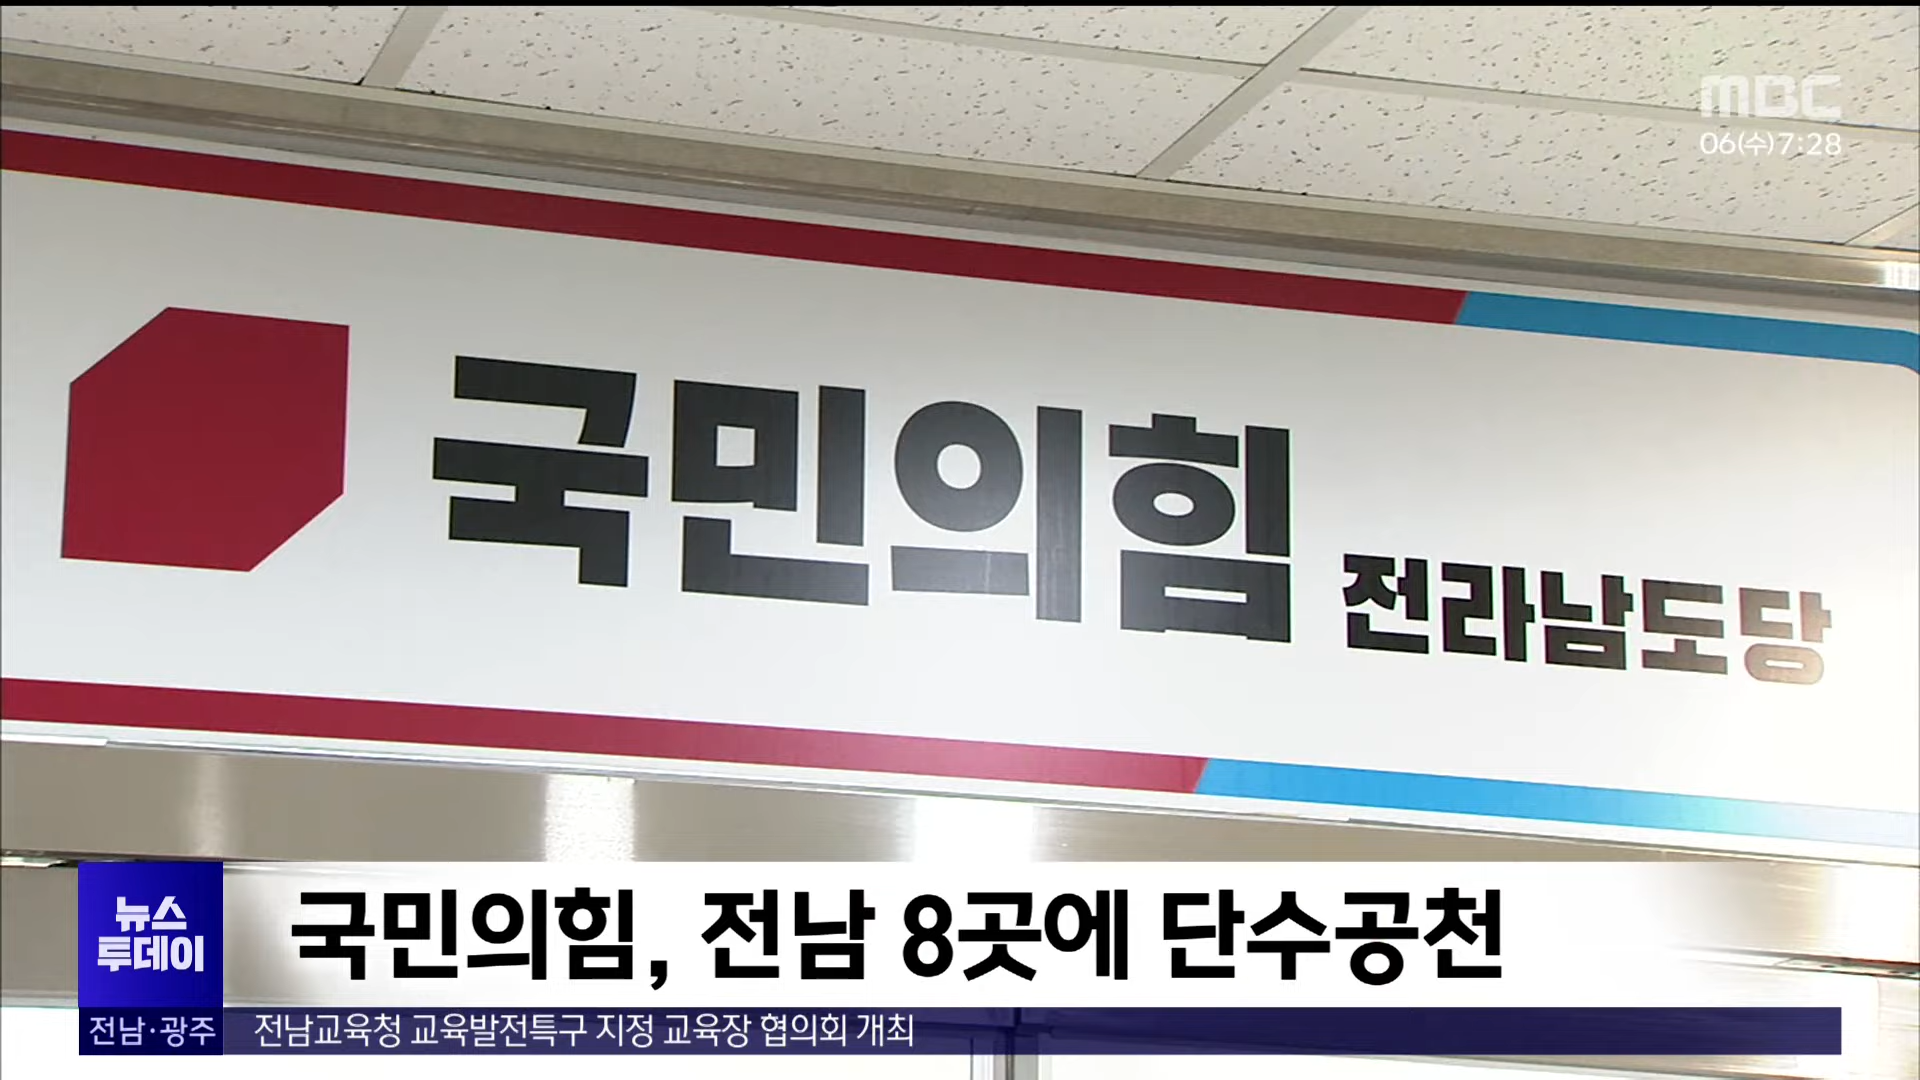 MBC
06(수)7:28
국민의힘 전라남도당
뉴스
투데이
국민의힘, 전남 8곳에 단수공천
전남·광주
전남교육청 교육발전특구 지정 교육장 협의회 개최